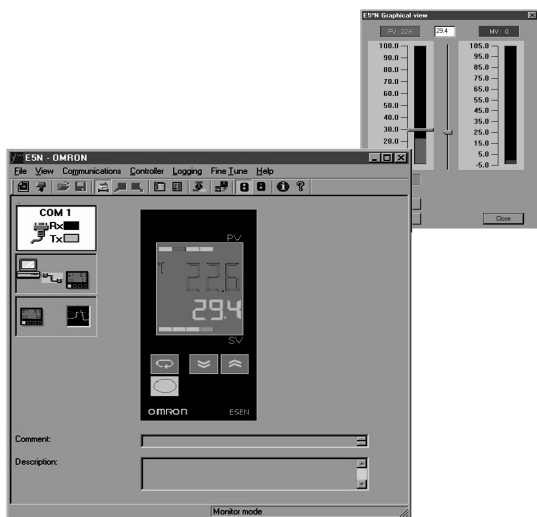 E5*N Graphical view
PV : 22.6
29.4
MV : 0
100.0
90.0
80.0
70.0
60.0
50.0
40.0
30.0
20.0
105.0
95.0
85.0
75.0
65.0
55.0
45.0
35.0
25.0
15.0
5.0
-5.0
Close
E5N - OMRON
File View Communications Controller Logging Fine Tune Help
COM 1
Rx
Tx
PV
°C
22.6
29.4
SV
OMRON E5EN
Comment:
Description:
Monitor mode